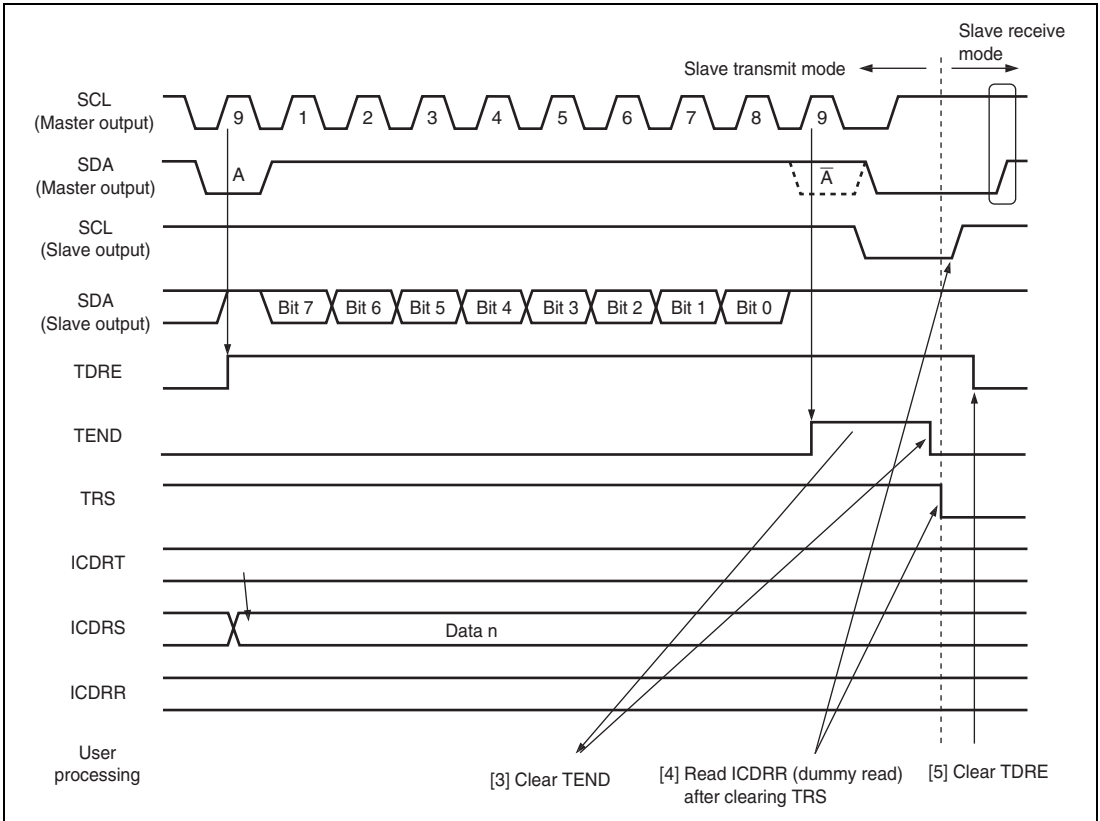 Slave receive
mode
Slave transmit mode
SCL
(Master output)
9 1 2 3 4 5 6 7 8 9
SDA
(Master output)
A A̅
SCL
(Slave output)
SDA
(Slave output)
Bit 7 Bit 6 Bit 5 Bit 4 Bit 3 Bit 2 Bit 1 Bit 0
TDRE
TEND
TRS
ICDRT
ICDRS
Data n
ICDRR
User
processing
[3] Clear TEND
[4] Read ICDRR (dummy read)
after clearing TRS
[5] Clear TDRE